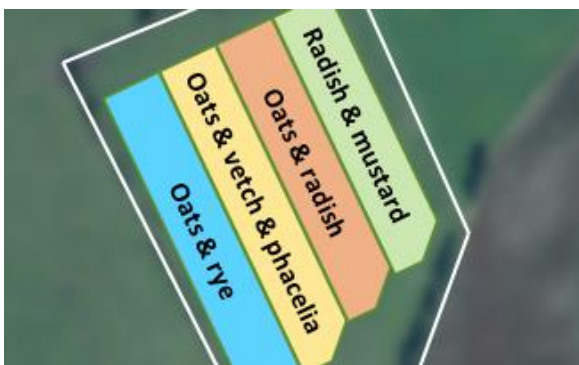 Oats & rye
Oats & vetch & phacelia
Oats & radish
Radish & mustard